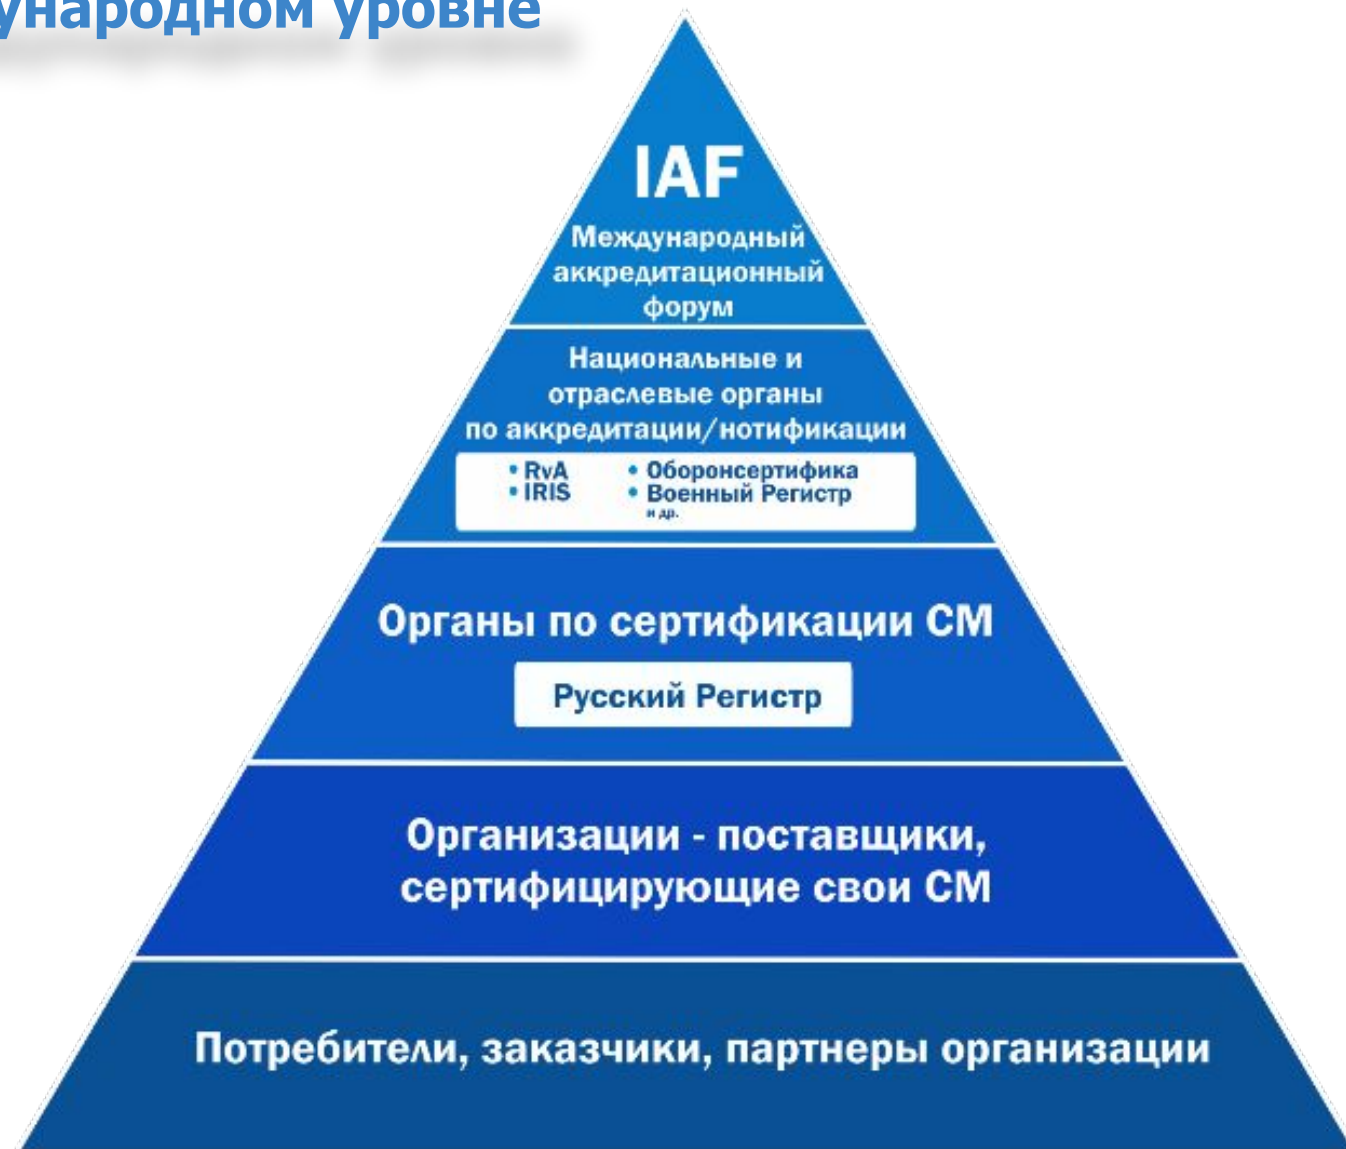 ународном уровне
IAF
Международный
аккредитационный
форум
Национальные и
отраслевые органы
по аккредитации/нотификации
• RvA • Оборонсертифика
• IRIS • Военный Регистр
и др.
Органы по сертификации СМ
Русский Регистр
Организации - поставщики,
сертифицирующие свои СМ
Потребители, заказчики, партнеры организации